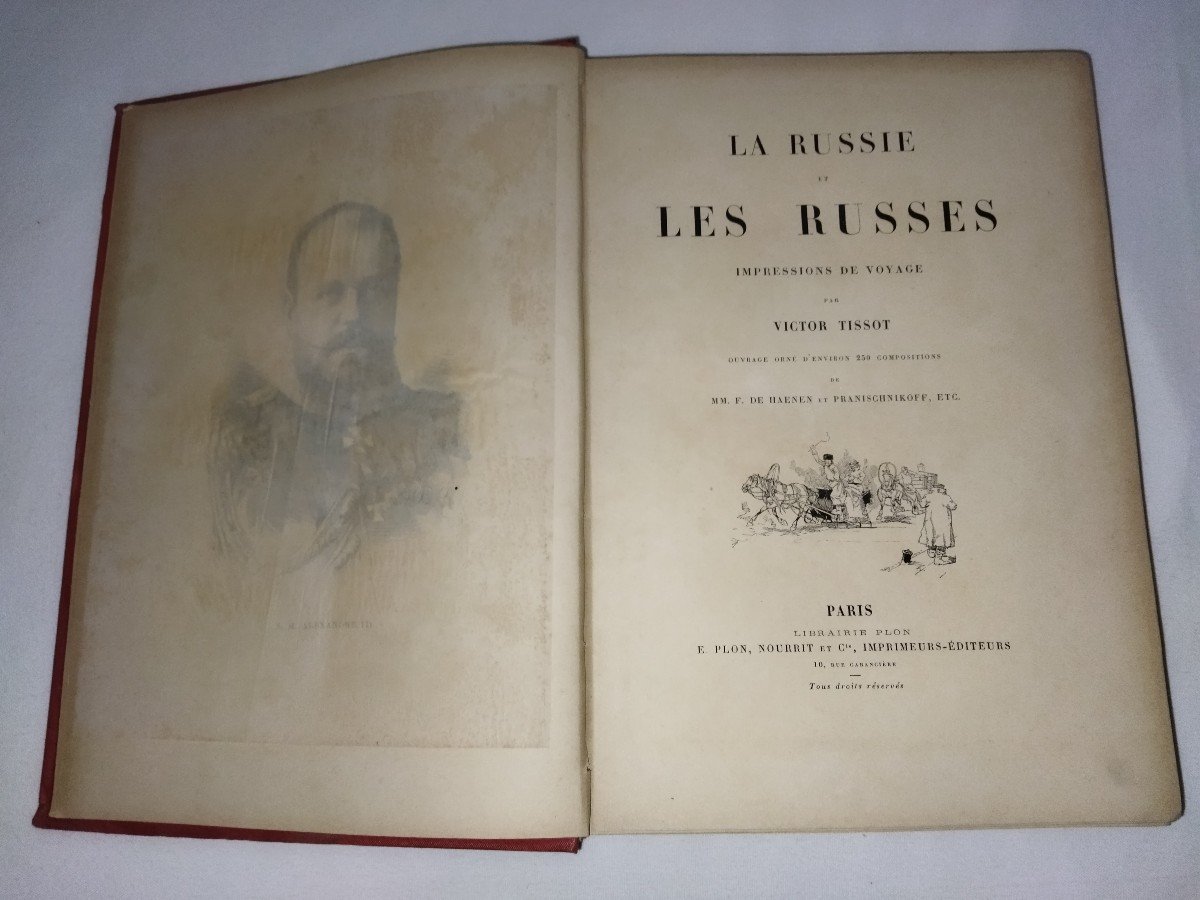 S. M. ALEXANDRE III
LA RUSSIE
ET
LES RUSSES
IMPRESSIONS DE VOYAGE
PAR
VICTOR TISSOT
OUVRAGE ORNÉ D'ENVIRON 250 COMPOSITIONS
DE
MM. F. DE HAENEN ET PRANISCHNIKOFF, ETC.
PARIS
LIBRAIRIE PLON
E. PLON, NOURRIT ET Cie, IMPRIMEURS-ÉDITEURS
10, RUE GARANCIÈRE
Tous droits réservés